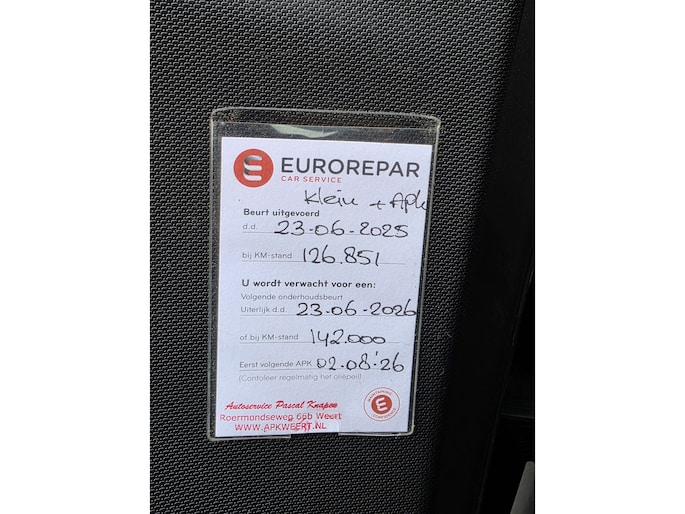 EUROREPAR
CAR SERVICE
Klein + Apk
Beurt uitgevoerd
d.d. 23-06-2025
bij KM-stand 126.851
U wordt verwacht voor een:
Volgende onderhoudsbeurt
Uiterlijk d.d. 23-06-2026
of bij KM-stand 142.000
Eerst volgende APK 02-08-'26
(Controleer regelmatig het oliepeil)
Autoservice Pascal Knapen
Roermondseweg 66b Weert
WWW.APKWEERT.NL